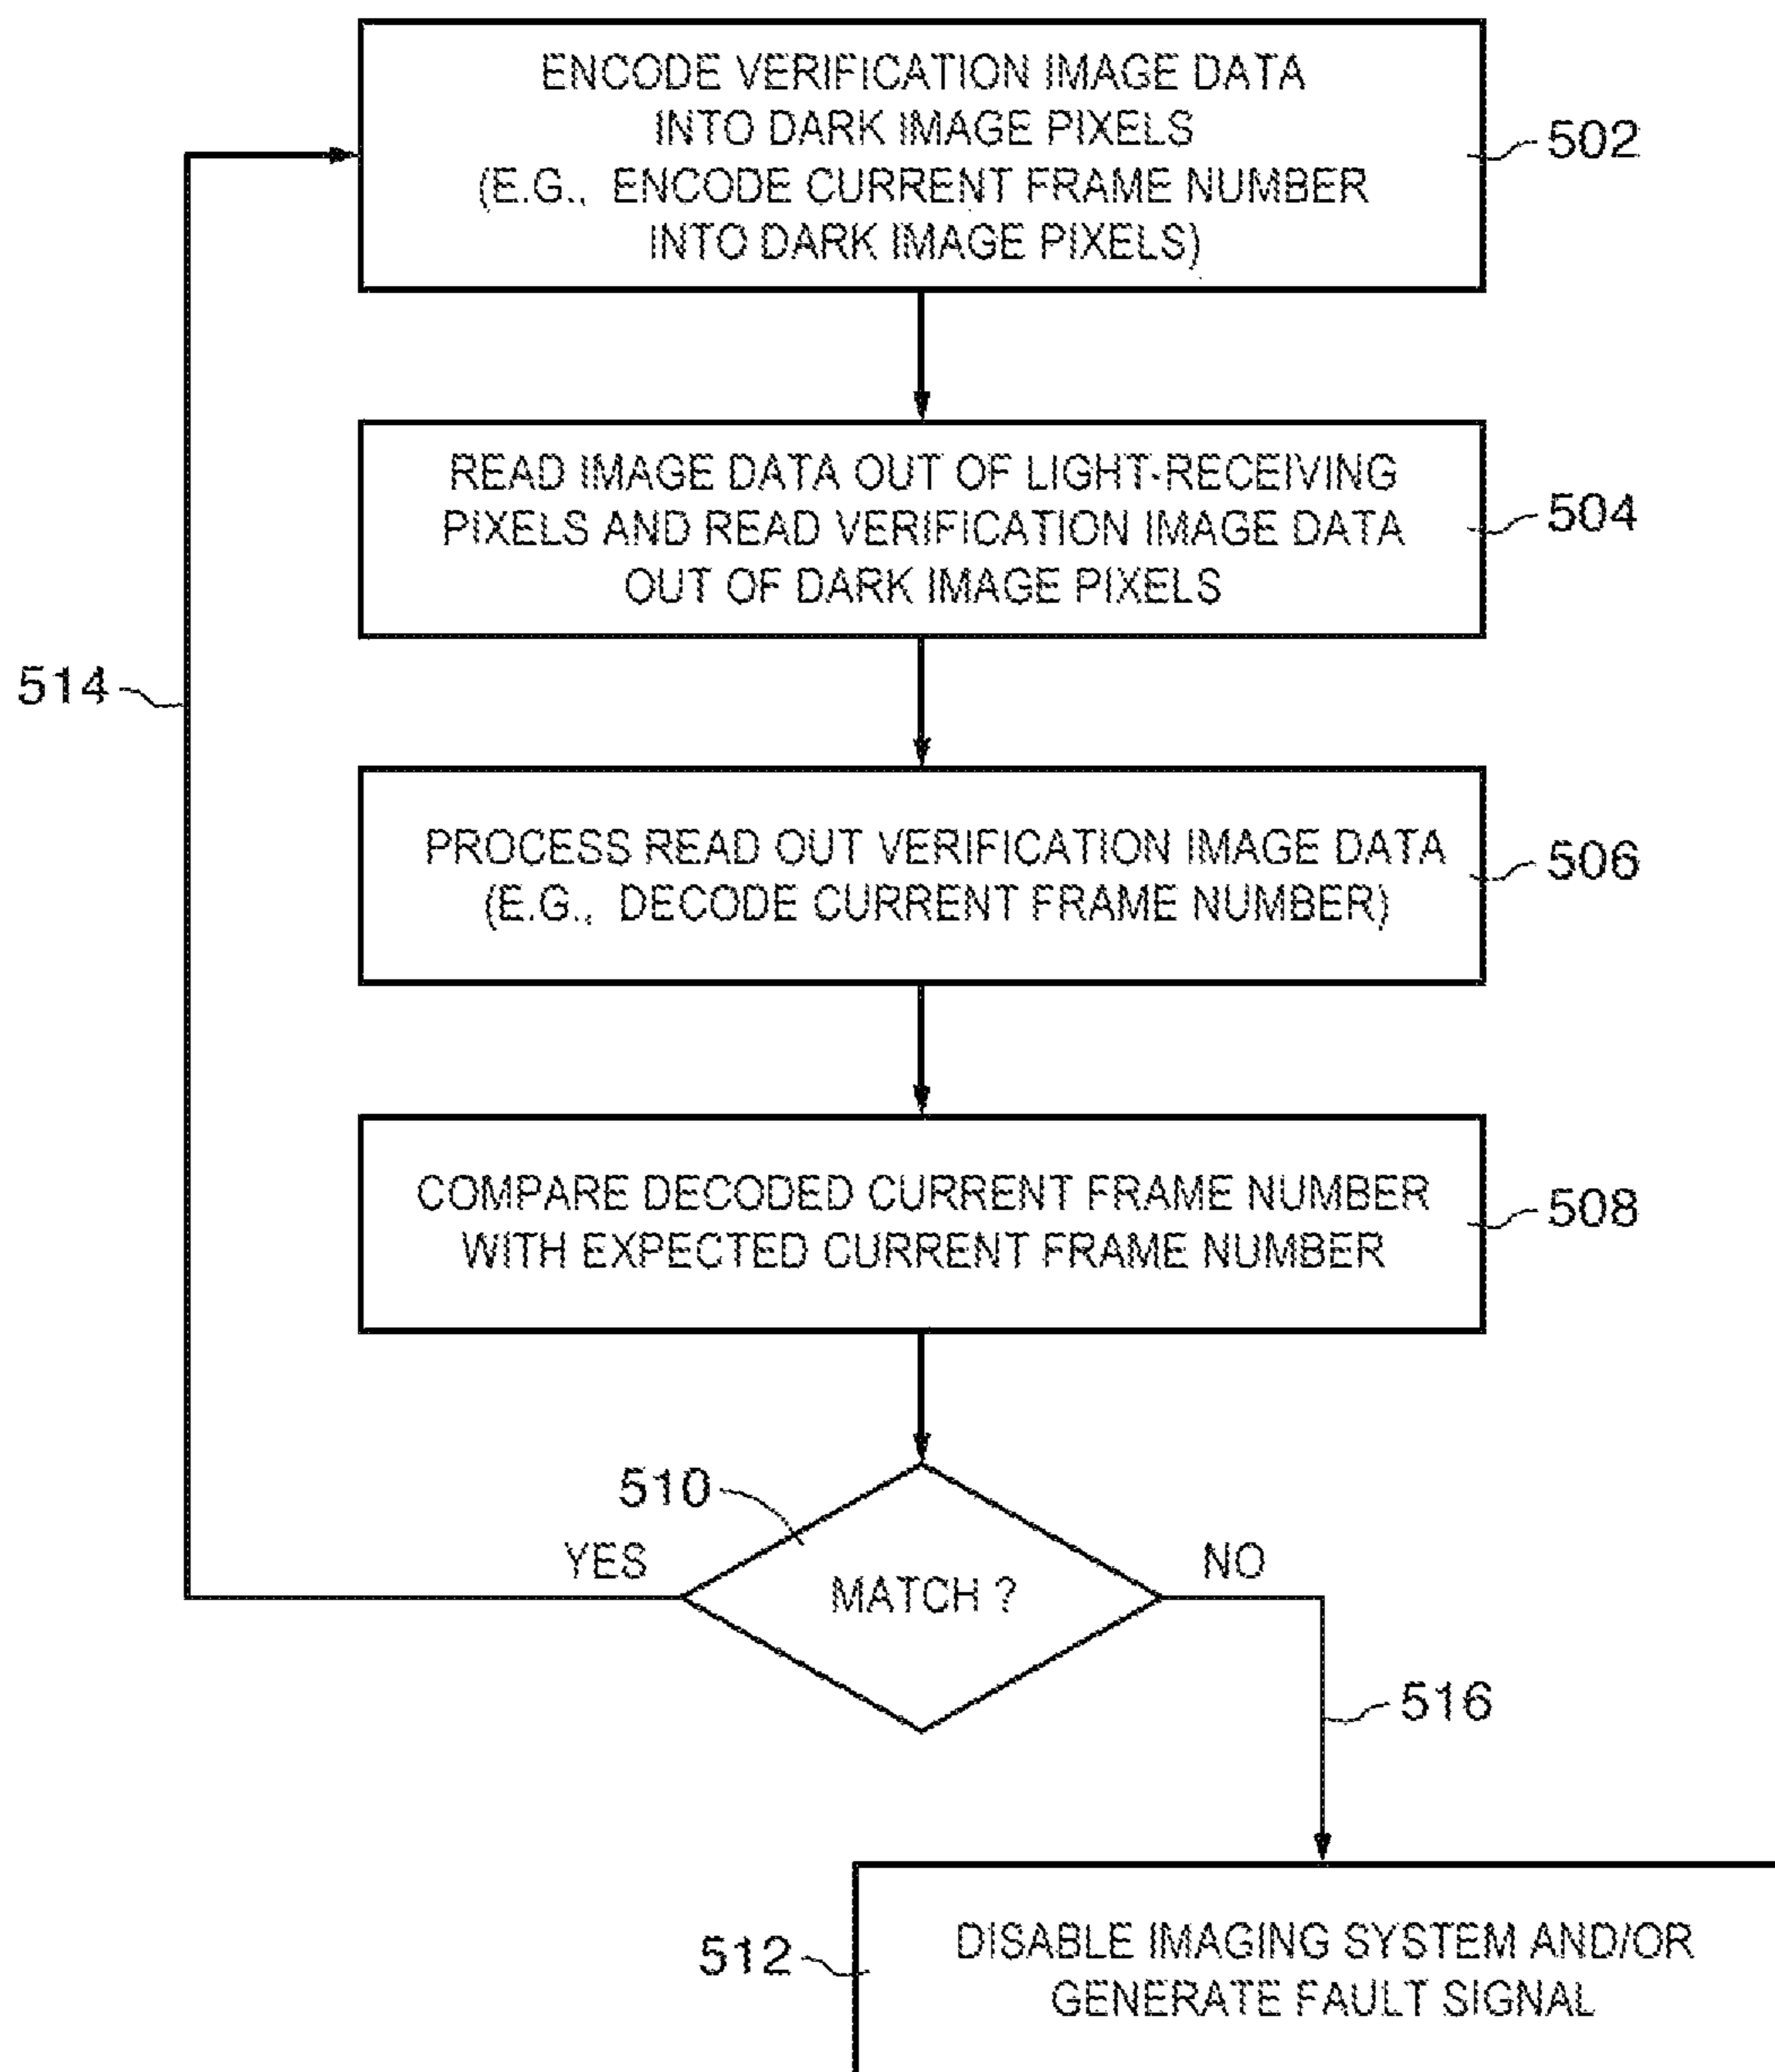 ENCODE VERIFICATION IMAGE DATA
INTO DARK IMAGE PIXELS
(E.G., ENCODE CURRENT FRAME NUMBER
INTO DARK IMAGE PIXELS)
502
READ IMAGE DATA OUT OF LIGHT-RECEIVING
PIXELS AND READ VERIFICATION IMAGE DATA
OUT OF DARK IMAGE PIXELS
504
514
PROCESS READ OUT VERIFICATION IMAGE DATA
(E.G., DECODE CURRENT FRAME NUMBER)
506
COMPARE DECODED CURRENT FRAME NUMBER
WITH EXPECTED CURRENT FRAME NUMBER
508
510
YES
MATCH ?
NO
516
512
DISABLE IMAGING SYSTEM AND/OR
GENERATE FAULT SIGNAL